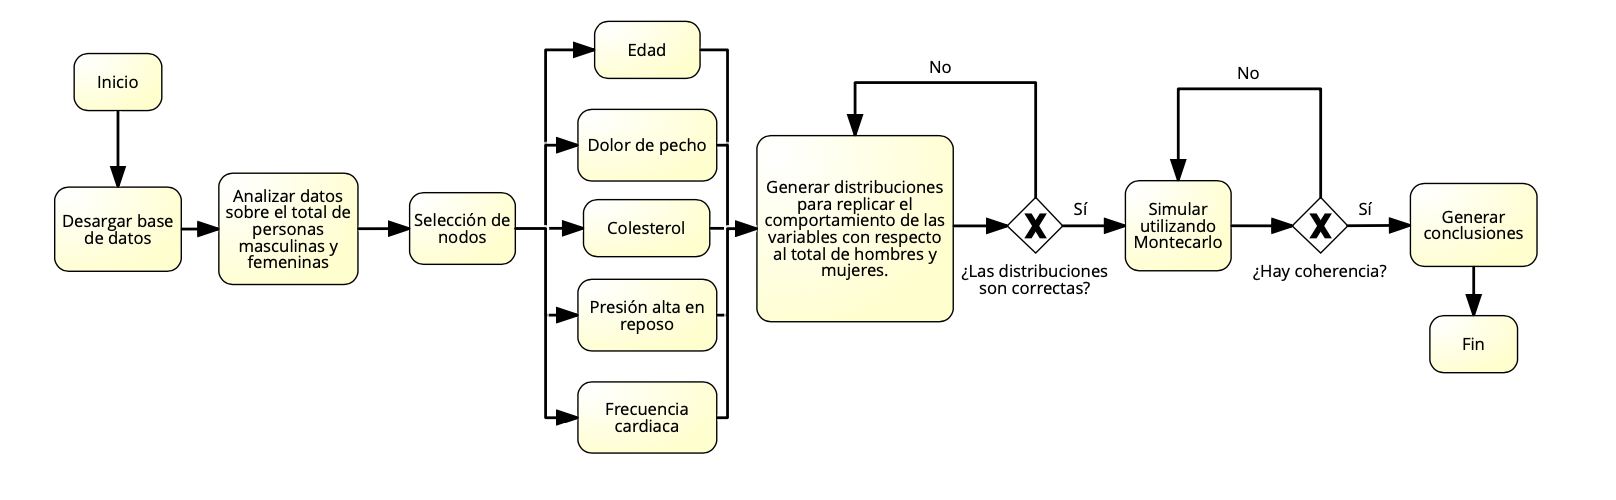 Inicio
Desargar base
de datos
Analizar datos
sobre el total de
personas
masculinas y
femeninas
Selección de
nodos
Edad
Dolor de pecho
Colesterol
Presión alta en
reposo
Frecuencia
cardiaca
Generar distribuciones
para replicar el
comportamiento de las
variables con respecto
al total de hombres y
mujeres.
No
X
Sí
¿Las distribuciones
son correctas?
Simular
utilizando
Montecarlo
No
X
Sí
¿Hay coherencia?
Generar
conclusiones
Fin